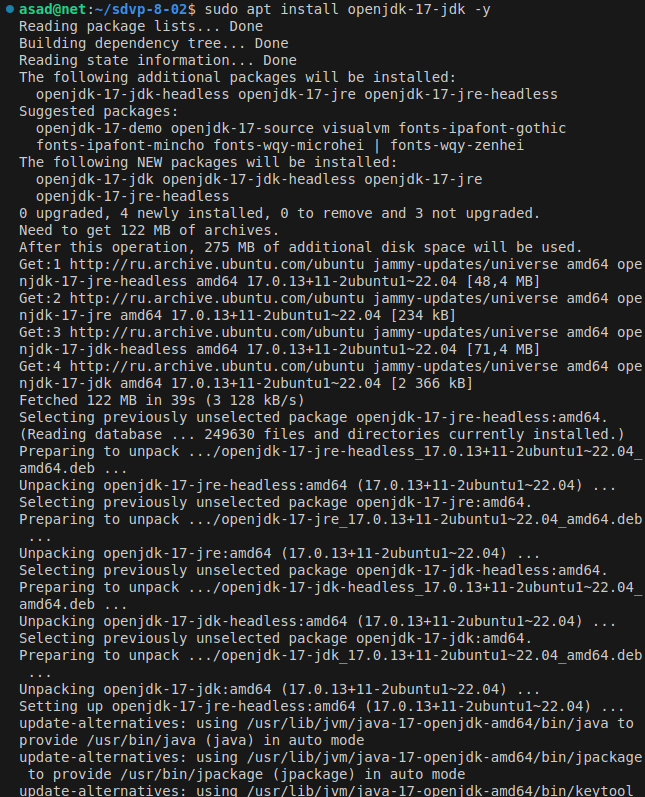 asad@net:~/sdvp-8-02$ sudo apt install openjdk-17-jdk -y
Reading package lists... Done
Building dependency tree... Done
Reading state information... Done
The following additional packages will be installed:
  openjdk-17-jdk-headless openjdk-17-jre openjdk-17-jre-headless
Suggested packages:
  openjdk-17-demo openjdk-17-source visualvm fonts-ipafont-gothic
  fonts-ipafont-mincho fonts-wqy-microhei | fonts-wqy-zenhei
The following NEW packages will be installed:
  openjdk-17-jdk openjdk-17-jdk-headless openjdk-17-jre
  openjdk-17-jre-headless
0 upgraded, 4 newly installed, 0 to remove and 3 not upgraded.
Need to get 122 MB of archives.
After this operation, 275 MB of additional disk space will be used.
Get:1 http://ru.archive.ubuntu.com/ubuntu jammy-updates/universe amd64 ope
njdk-17-jre-headless amd64 17.0.13+11-2ubuntu1~22.04 [48,4 MB]
Get:2 http://ru.archive.ubuntu.com/ubuntu jammy-updates/universe amd64 ope
njdk-17-jre amd64 17.0.13+11-2ubuntu1~22.04 [234 kB]
Get:3 http://ru.archive.ubuntu.com/ubuntu jammy-updates/universe amd64 ope
njdk-17-jdk-headless amd64 17.0.13+11-2ubuntu1~22.04 [71,4 MB]
Get:4 http://ru.archive.ubuntu.com/ubuntu jammy-updates/universe amd64 ope
njdk-17-jdk amd64 17.0.13+11-2ubuntu1~22.04 [2 366 kB]
Fetched 122 MB in 39s (3 128 kB/s)
Selecting previously unselected package openjdk-17-jre-headless:amd64.
(Reading database ... 249630 files and directories currently installed.)
Preparing to unpack .../openjdk-17-jre-headless_17.0.13+11-2ubuntu1~22.04_
amd64.deb ...
Unpacking openjdk-17-jre-headless:amd64 (17.0.13+11-2ubuntu1~22.04) ...
Selecting previously unselected package openjdk-17-jre:amd64.
Preparing to unpack .../openjdk-17-jre_17.0.13+11-2ubuntu1~22.04_amd64.deb
 ...
Unpacking openjdk-17-jre:amd64 (17.0.13+11-2ubuntu1~22.04) ...
Selecting previously unselected package openjdk-17-jdk-headless:amd64.
Preparing to unpack .../openjdk-17-jdk-headless_17.0.13+11-2ubuntu1~22.04_
amd64.deb ...
Unpacking openjdk-17-jdk-headless:amd64 (17.0.13+11-2ubuntu1~22.04) ...
Selecting previously unselected package openjdk-17-jdk:amd64.
Preparing to unpack .../openjdk-17-jdk_17.0.13+11-2ubuntu1~22.04_amd64.deb
 ...
Unpacking openjdk-17-jdk:amd64 (17.0.13+11-2ubuntu1~22.04) ...
Setting up openjdk-17-jre-headless:amd64 (17.0.13+11-2ubuntu1~22.04) ...
update-alternatives: using /usr/lib/jvm/java-17-openjdk-amd64/bin/java to
provide /usr/bin/java (java) in auto mode
update-alternatives: using /usr/lib/jvm/java-17-openjdk-amd64/bin/jpackage
 to provide /usr/bin/jpackage (jpackage) in auto mode
update-alternatives: using /usr/lib/jvm/java-17-openjdk-amd64/bin/keytool